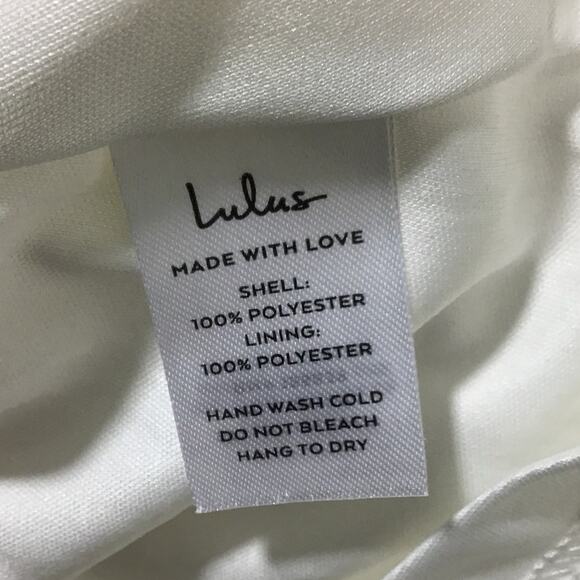 Lulus
MADE WITH LOVE
SHELL:
100% POLYESTER
LINING:
100% POLYESTER
HAND WASH COLD
DO NOT BLEACH
HANG TO DRY